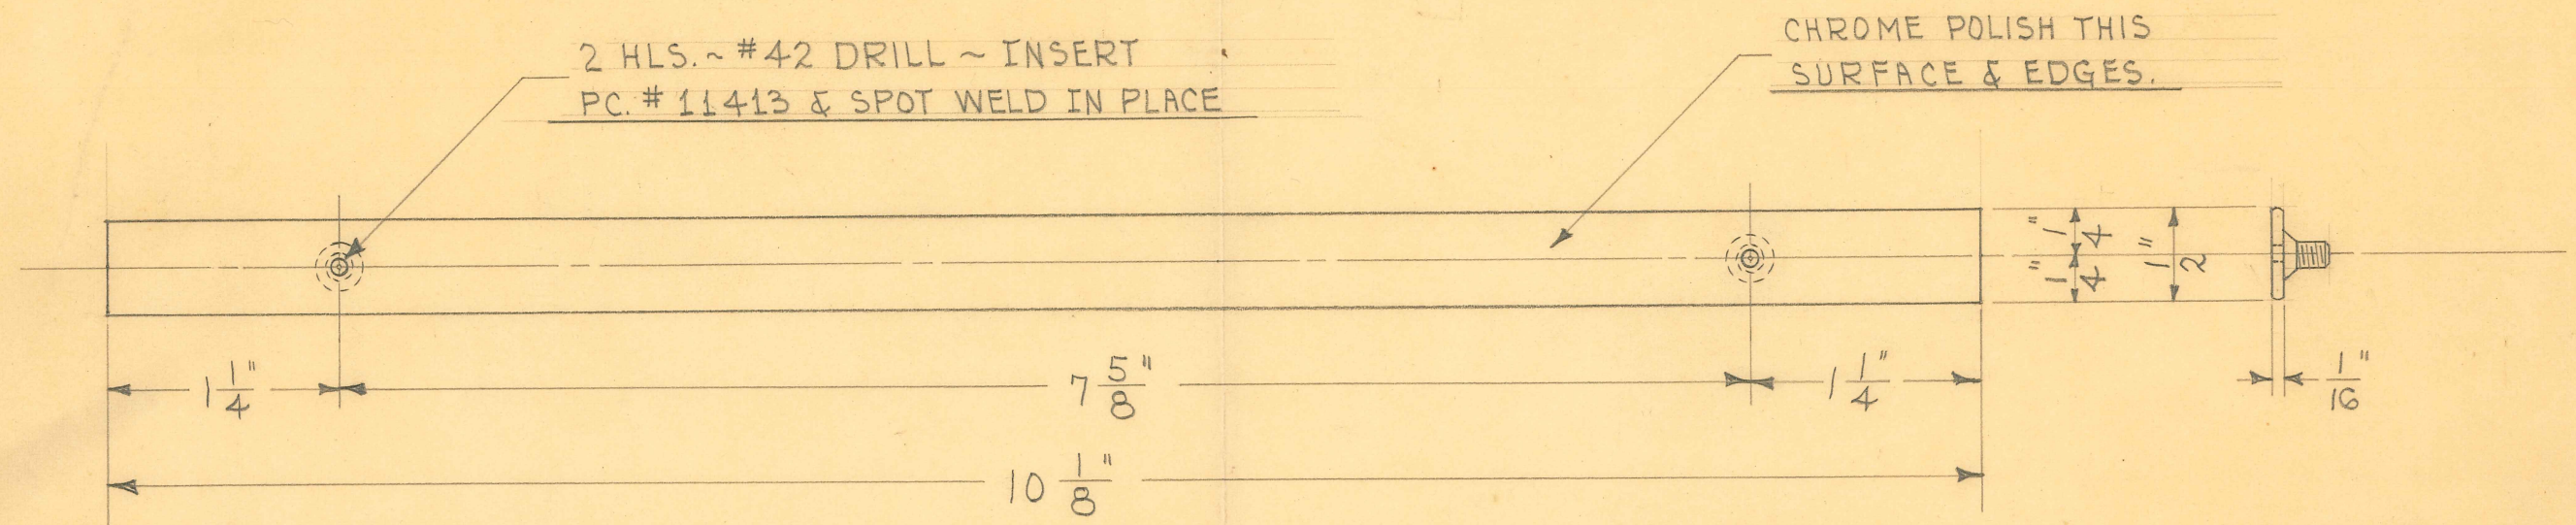 2 HLS. ~ #42 DRILL ~ INSERT
PC. # 11413 & SPOT WELD IN PLACE
CHROME POLISH THIS
SURFACE & EDGES.
1/4"
1/4"
1/2"
1 1/4"
7 5/8"
1 1/4"
1/16"
10 1/8"